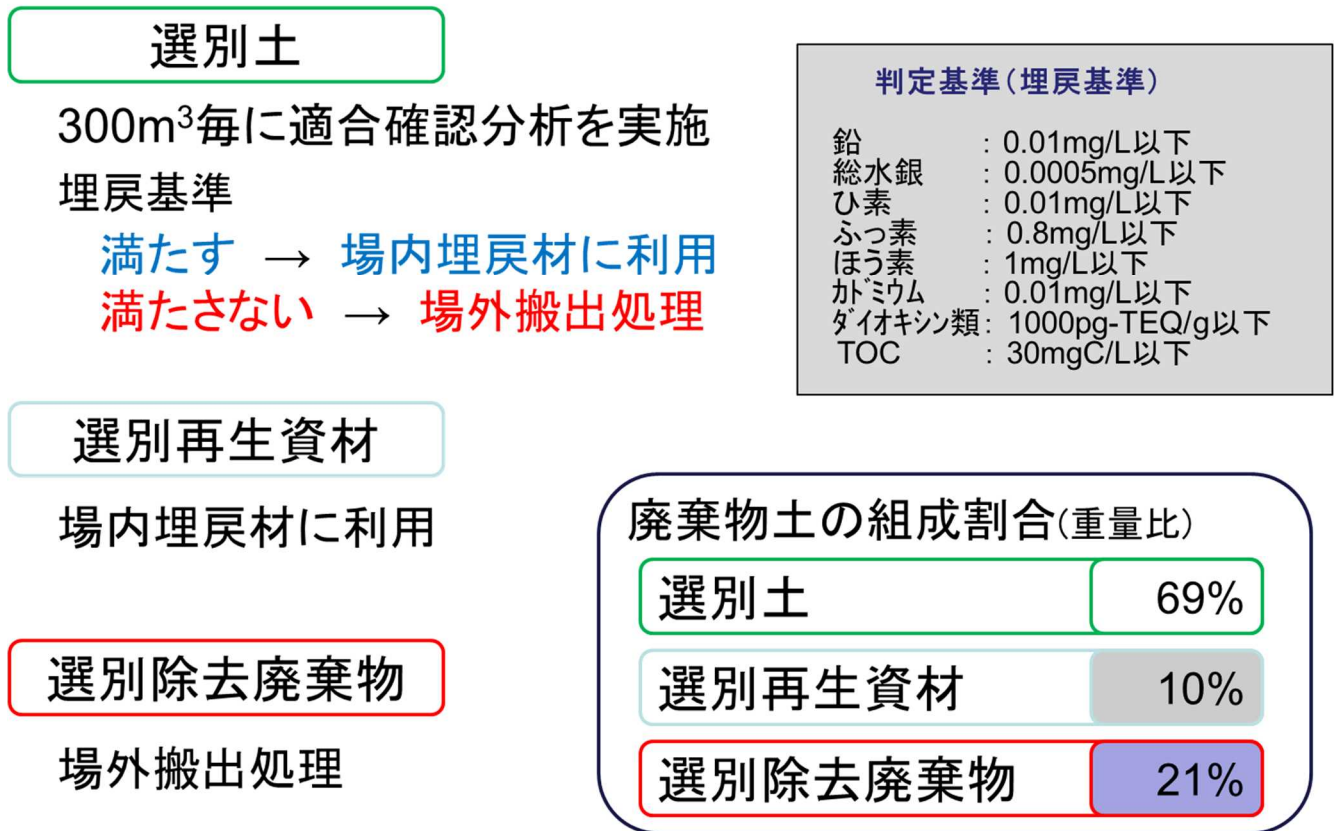 選別土
300m³毎に適合確認分析を実施
埋戻基準
満たす → 場内埋戻材に利用
満たさない → 場外搬出処理
判定基準(埋戻基準)
鉛 : 0.01mg/L以下
総水銀 : 0.0005mg/L以下
ひ素 : 0.01mg/L以下
ふっ素 : 0.8mg/L以下
ほう素 : 1mg/L以下
ｶﾄﾞﾐｳﾑ : 0.01mg/L以下
ﾀﾞｲｵｷｼﾝ類: 1000pg-TEQ/g以下
TOC : 30mgC/L以下
選別再生資材
場内埋戻材に利用
選別除去廃棄物
場外搬出処理
廃棄物土の組成割合(重量比)
選別土 69%
選別再生資材 10%
選別除去廃棄物 21%